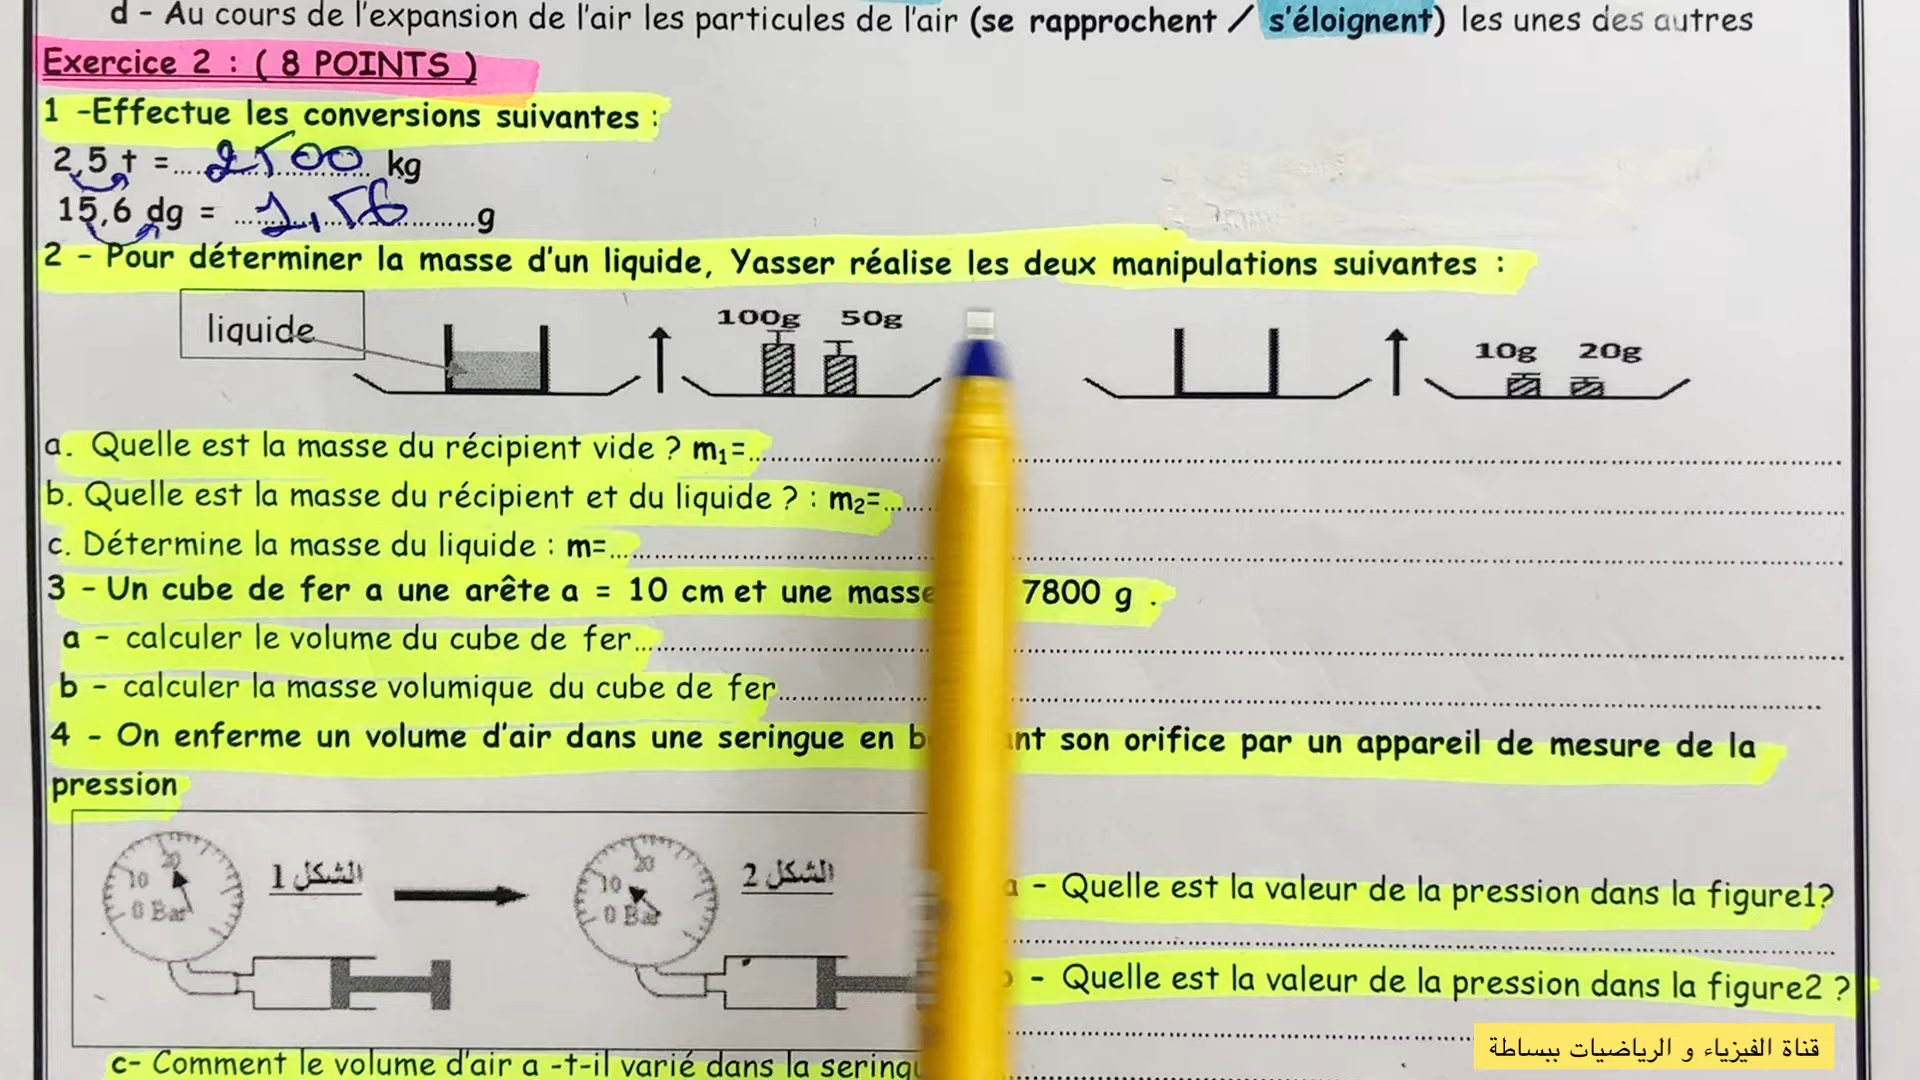 d - Au cours de l'expansion de l'air les particules de l'air (se rapprochent / s'éloignent) les unes des autres
Exercice 2 : ( 8 POINTS )
1 -Effectue les conversions suivantes :
2,5 t = 2500 kg
15,6 dg = 1,56 g
2 - Pour déterminer la masse d'un liquide, Yasser réalise les deux manipulations suivantes :
liquide
100g 50g
10g 20g
a. Quelle est la masse du récipient vide ? m₁=
b. Quelle est la masse du récipient et du liquide ? : m₂=
c. Détermine la masse du liquide : m=
3 - Un cube de fer a une arête a = 10 cm et une masse 7800 g .
a - calculer le volume du cube de fer
b - calculer la masse volumique du cube de fer
4 - On enferme un volume d'air dans une seringue en son orifice par un appareil de mesure de la
pression
20
10
0 Bar
الشكل 1
20
10
0 Bar
الشكل 2
a - Quelle est la valeur de la pression dans la figure1?
- Quelle est la valeur de la pression dans la figure2 ?
c- Comment le volume d'air a -t-il varié dans la
قناة الفيزياء و الرياضيات ببساطة